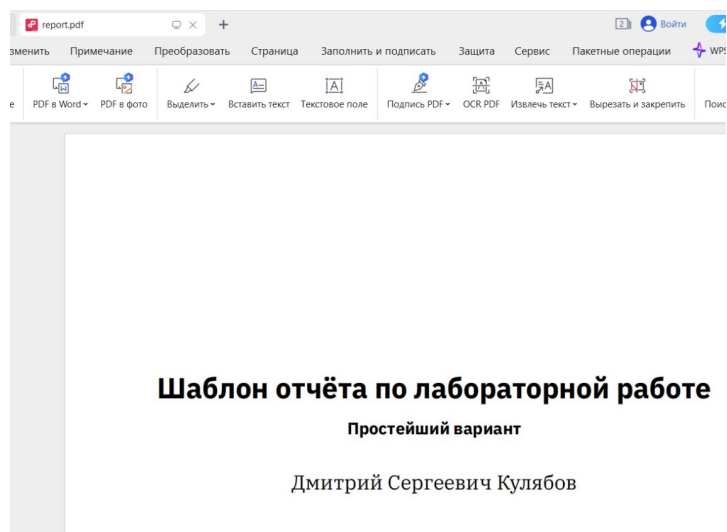 report.pdf
2
Войти
Примечание
Преобразовать
Страница
Заполнить и подписать
Защита
Сервис
Пакетные операции
WPS
PDF в Word
PDF в фото
Выделить
Вставить текст
Текстовое поле
Подпись PDF
OCR PDF
Извлечь текст
Вырезать и закрепить
Шаблон отчёта по лабораторной работе
Простейший вариант
Дмитрий Сергеевич Кулябов